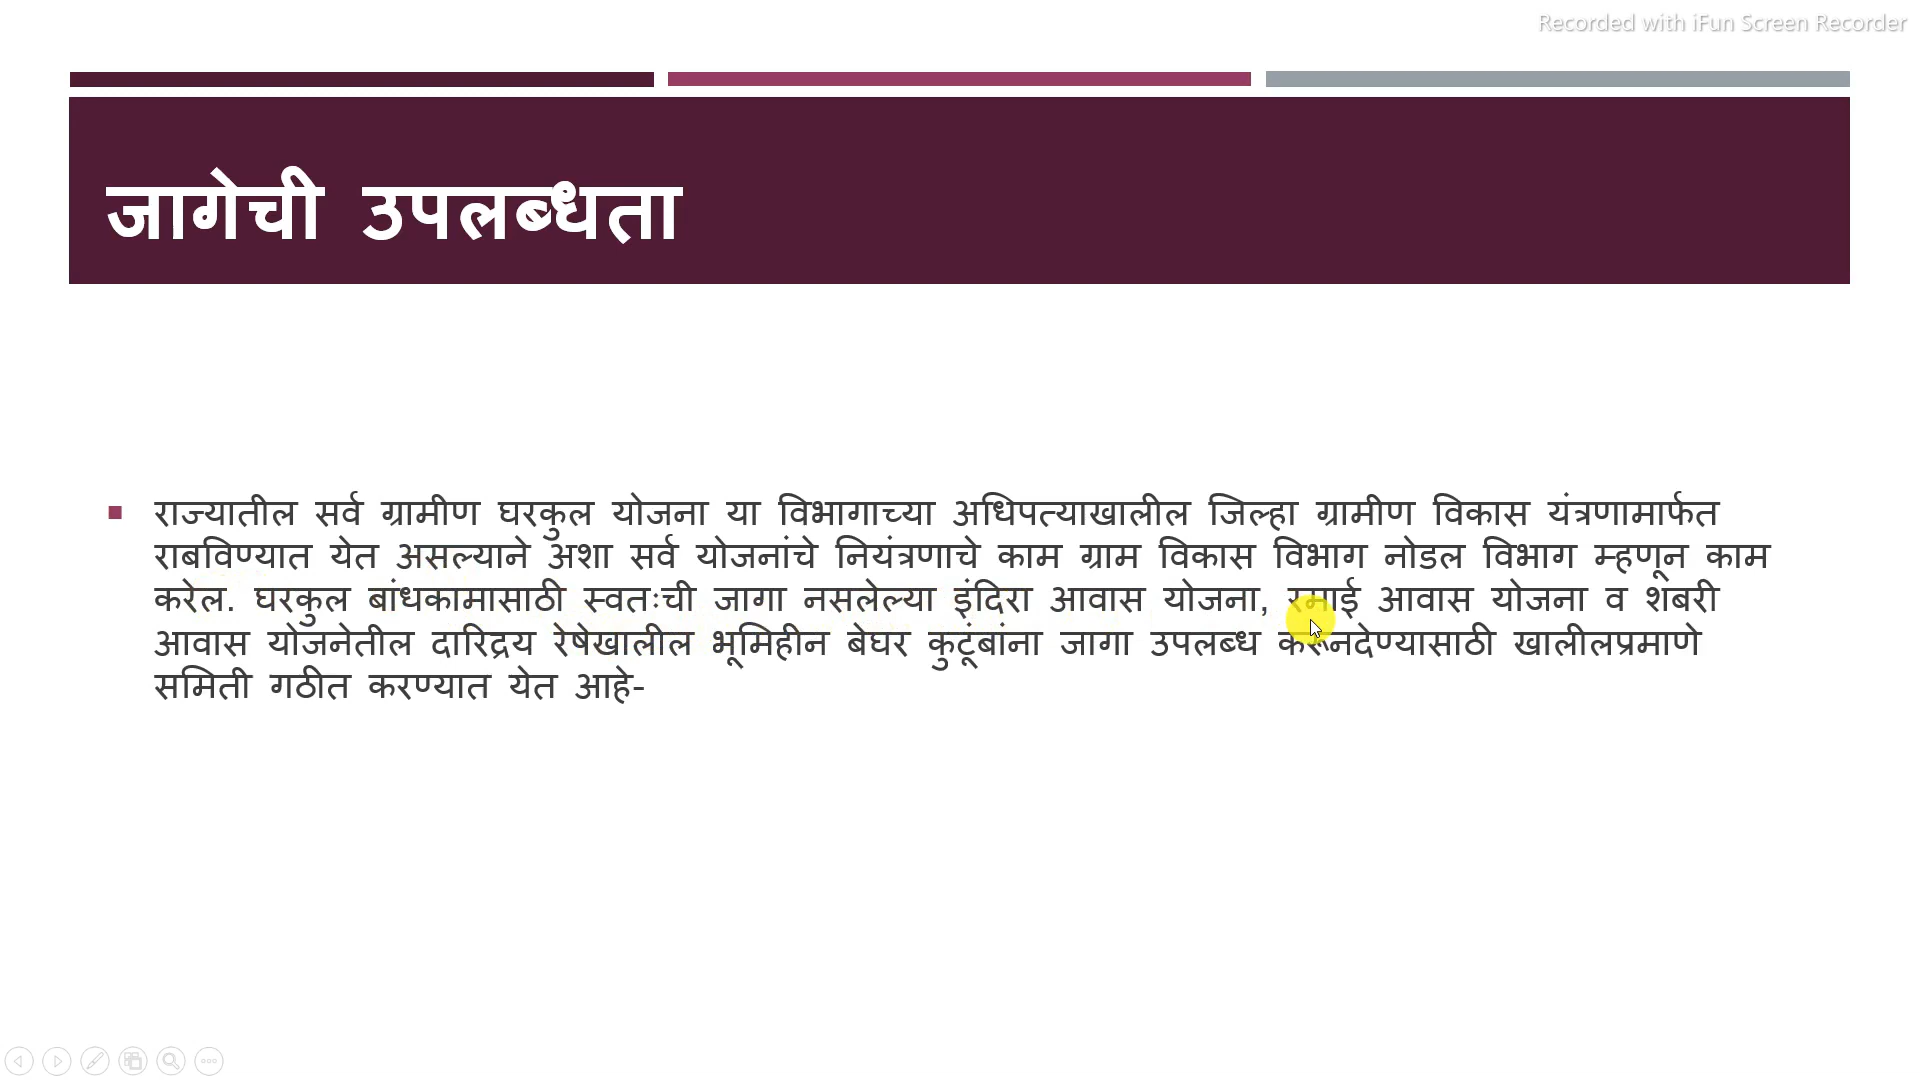 Recorded with iFun Screen Recorder
जागेची उपलब्धता
राज्यातील सर्व ग्रामीण घरकुल योजना या विभागाच्या अधिपत्याखालील जिल्हा ग्रामीण विकास यंत्रणामार्फत
राबविण्यात येत असल्याने अशा सर्व योजनांचे नियंत्रणाचे काम ग्राम विकास विभाग नोडल विभाग म्हणून काम
करेल. घरकुल बांधकामासाठी स्वतःची जागा नसलेल्या इंदिरा आवास योजना, रमाई आवास योजना व शबरी
आवास योजनेतील दारिद्रय रेषेखालील भूमिहीन बेघर कुटूंबांना जागा उपलब्ध करूनदेण्यासाठी खालीलप्रमाणे
समिती गठीत करण्यात येत आहे-